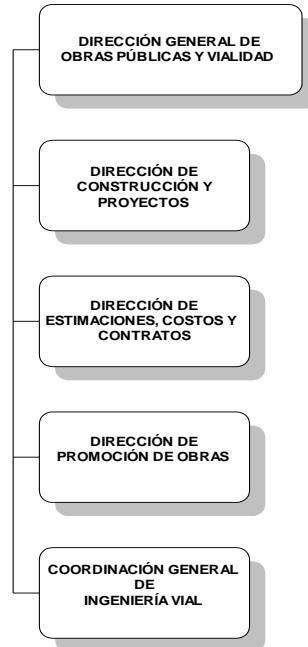 DIRECCIÓN GENERAL DE
OBRAS PÚBLICAS Y VIALIDAD
DIRECCIÓN DE
CONSTRUCCIÓN Y
PROYECTOS
DIRECCIÓN DE
ESTIMACIONES, COSTOS Y
CONTRATOS
DIRECCIÓN DE
PROMOCIÓN DE OBRAS
COORDINACIÓN GENERAL
DE
INGENIERÍA VIAL